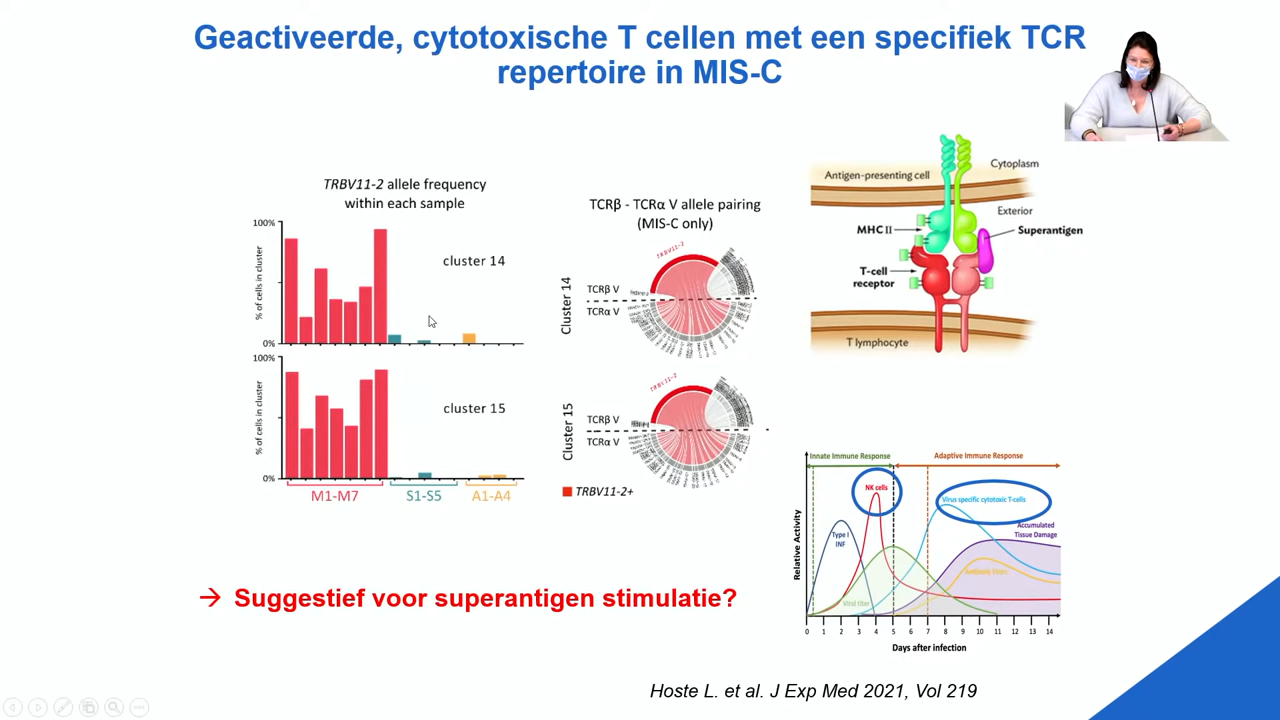 Geactiveerde, cytotoxische T cellen met een specifiek TCR
repertoire in MIS-C
TRBV11-2 allele frequency
within each sample
100%
% of cells in cluster
0%
cluster 14
100%
% of cells in cluster
0%
cluster 15
M1-M7
S1-S5
A1-A4
TCRβ - TCRα V allele pairing
(MIS-C only)
Cluster 14
TRBV11-2
TCRβ V
TCRα V
Cluster 15
TRBV11-2
TCRβ V
TCRα V
TRBV11-2+
Antigen-presenting cell
Cytoplasm
Exterior
MHC II
Superantigen
T-cell
receptor
T lymphocyte
Innate Immune Response
Adaptive Immune Response
NK cells
Virus specific cytotoxic T-cells
Type I
INF
Accumulated
Tissue Damage
Antibody Titers
Viral titer
Relative Activity
0 1 2 3 4 5 6 7 8 9 10 11 12 13 14
Days after infection
→ Suggestief voor superantigen stimulatie?
Hoste L. et al. J Exp Med 2021, Vol 219